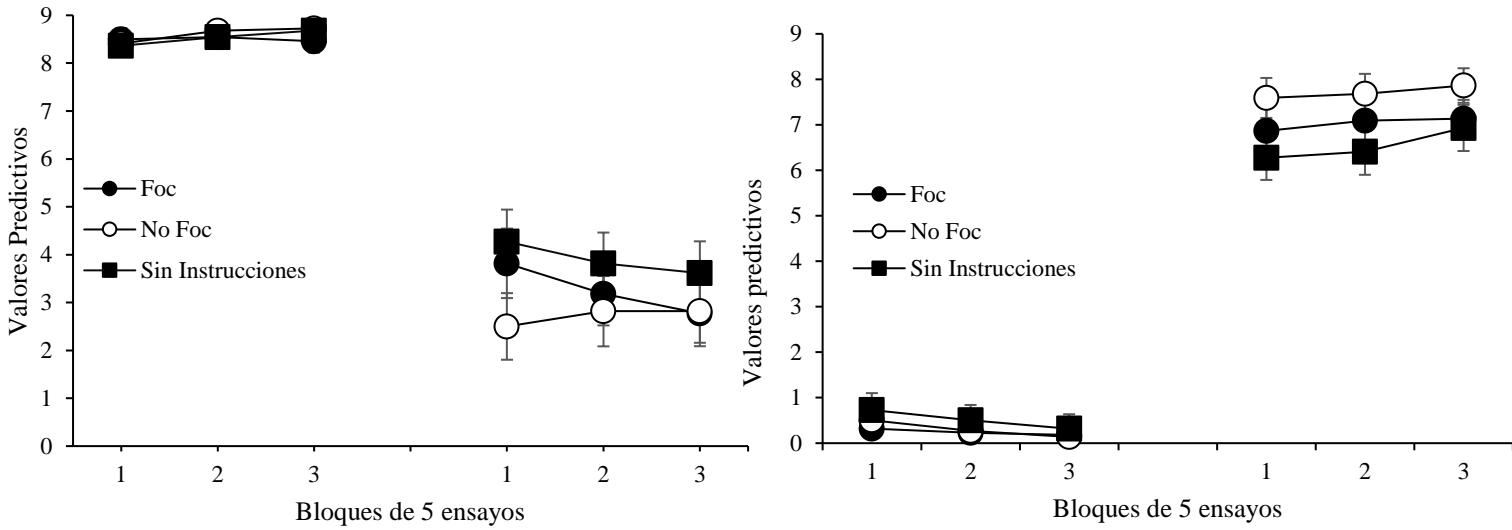 9
8
7
6
5
4
3
2
1
0
Valores Predictivos
Foc
No Foc
Sin Instrucciones
1 2 3 1 2 3
Bloques de 5 ensayos
9
8
7
6
5
4
3
2
1
0
Valores predictivos
Foc
No Foc
Sin Instrucciones
1 2 3 1 2 3
Bloques de 5 ensayos